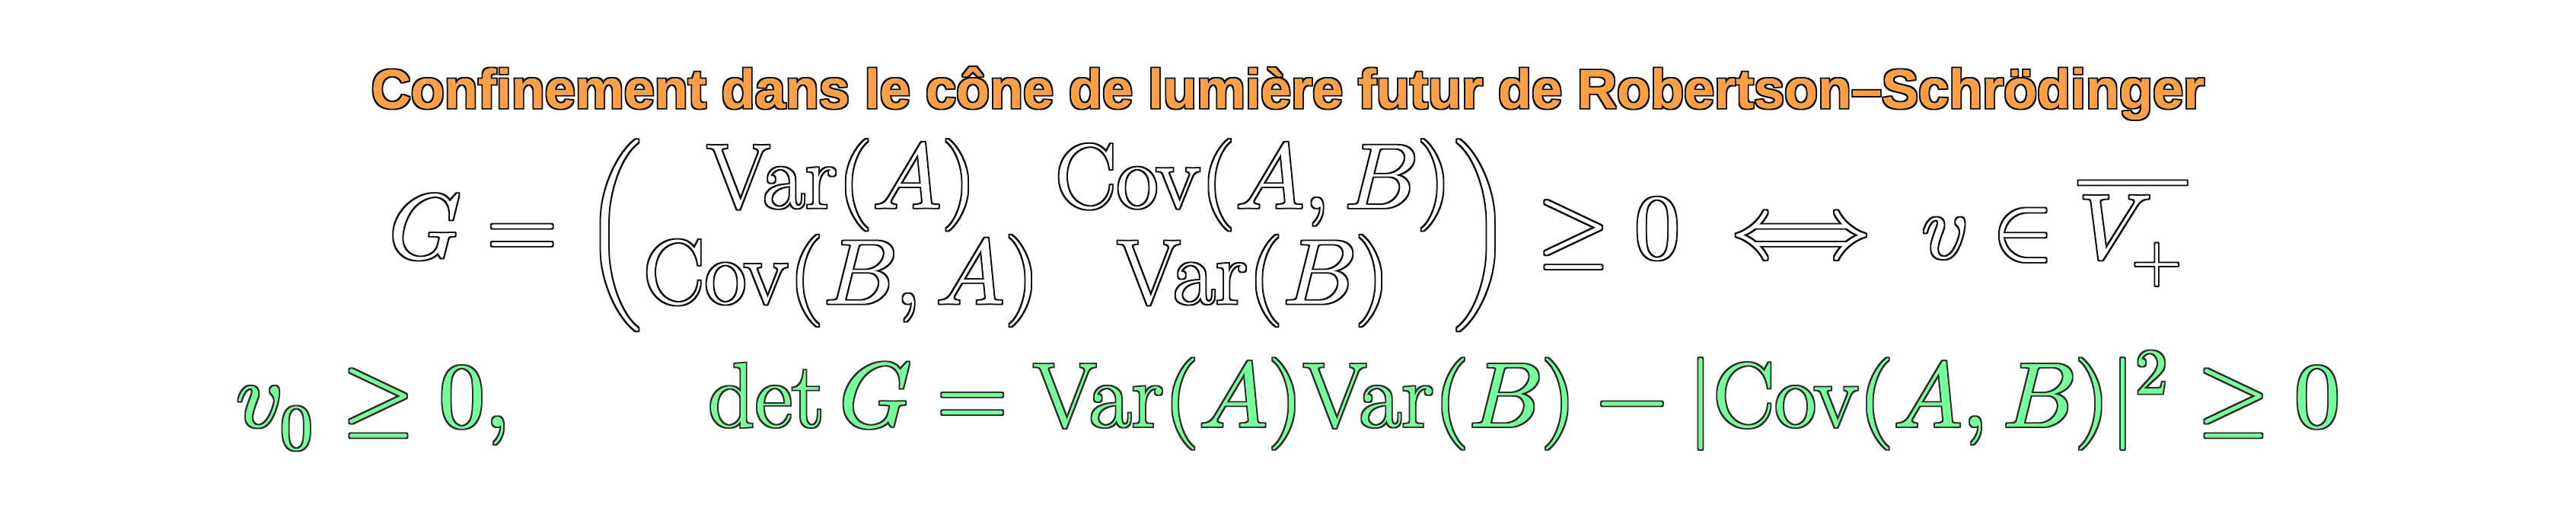 Confinement dans le cône de lumière futur de Robertson–Schrödinger
G = ( Var(A) Cov(A, B) ; Cov(B, A) Var(B) ) ≥ 0 ⟺ v ∈ V̅₊
v₀ ≥ 0, det G = Var(A)Var(B) − |Cov(A, B)|² ≥ 0